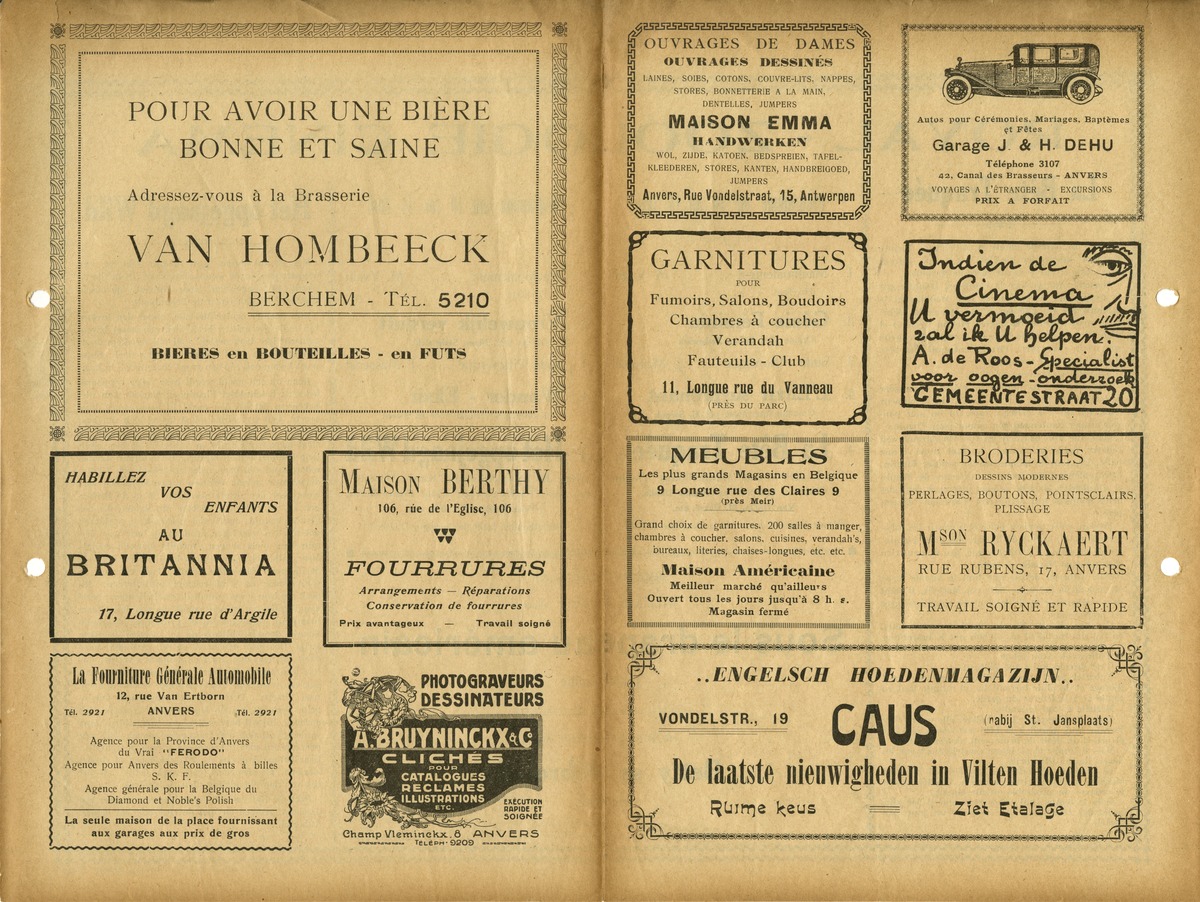 POUR AVOIR UNE BIÈRE
BONNE ET SAINE
Adressez-vous à la Brasserie
VAN HOMBEECK
BERCHEM - TÉL. 5210
BIERES en BOUTEILLES - en FUTS
HABILLEZ
VOS
ENFANTS
AU
BRITANNIA
17, Longue rue d'Argile
MAISON BERTHY
106, rúe de l'Eglise, 106
FOURRURES
Arrangements — Réparations
Conservation de fourrures
Prix avantageux — Travail soigné
La Fourniture Générale Automobile
12, rue Van Ertborn
Tél. 2921 ANVERS Tél. 2921
Agence pour la Province d'Anvers
du Vrai "FERODO"
Agence pour Anvers des Roulements à billes
S. K. F.
Agence générale pour la Belgique du
Diamond et Noble's Polish
La seule maison de la place fournissant
aux garages aux prix de gros
PHOTOGRAVEURS
DESSINATEURS
A. BRUYNINCKX & Co
CLICHÉS
POUR
CATALOGUES
RÉCLAMES
ILLUSTRATIONS
ETC.
EXÉCUTION
RAPIDE ET
SOIGNÉE
Champ Vleminckx. 8 ANVERS
TÉLÉPH · 9209
OUVRAGES DE DAMES
OUVRAGES DESSINÉS
LAINES, SOIES, COTONS, COUVRE-LITS, NAPPES,
STORES, BONNETTERIE A LA MAIN,
DENTELLES, JUMPERS
MAISON EMMA
HANDWERKEN
WOL, ZIJDE, KATOEN, BEDSPREIEN, TAFEL-
KLEEDEREN, STORES, KANTEN, HANDBREIGOED,
JUMPERS
Anvers, Rue Vondelstraat, 15, Antwerpen
Autos pour Cérémonies, Mariages, Baptèmes
et Fêtes
Garage J. & H. DEHU
Téléphone 3107
42, Canal des Brasseurs - ANVERS
VOYAGES A L'ÉTRANGER - EXCURSIONS
PRIX A FORFAIT
GARNITURES
POUR
Fumoirs, Salons, Boudoirs
Chambres à coucher
Verandah
Fauteuils - Club
11, Longue rue du Vanneau
(PRÈS DU PARC)
Indien de
Cinema
U vermoeid
zal ik U helpen.
A. de Roos - Specialist
voor oogen - onderzoek
GEMEENTESTRAAT 20
MEUBLES
Les plus grands Magasins en Belgique
9 Longue rue des Claires 9
(près Meir)
Grand choix de garnitures. 200 salles à manger,
chambres à coucher, salons, cuisines, verandah's,
bureaux, literies, chaises-longues, etc. etc.
Maison Américaine
Meilleur marché qu'ailleurs
Ouvert tous les jours jusqu'à 8 h. s.
Magasin fermé
BRODERIES
DESSINS MODERNES
PERLAGES, BOUTONS, POINTSCLAIRS,
PLISSAGE
MSON RYCKAERT
RUE RUBENS, 17, ANVERS
TRAVAIL SOIGNÉ ET RAPIDE
..ENGELSCH HOEDENMAGAZIJN..
VONDELSTR., 19 CAUS (nabij St. Jansplaats)
De laatste nieuwigheden in Vilten Hoeden
Ruime keus Ziet Etalage